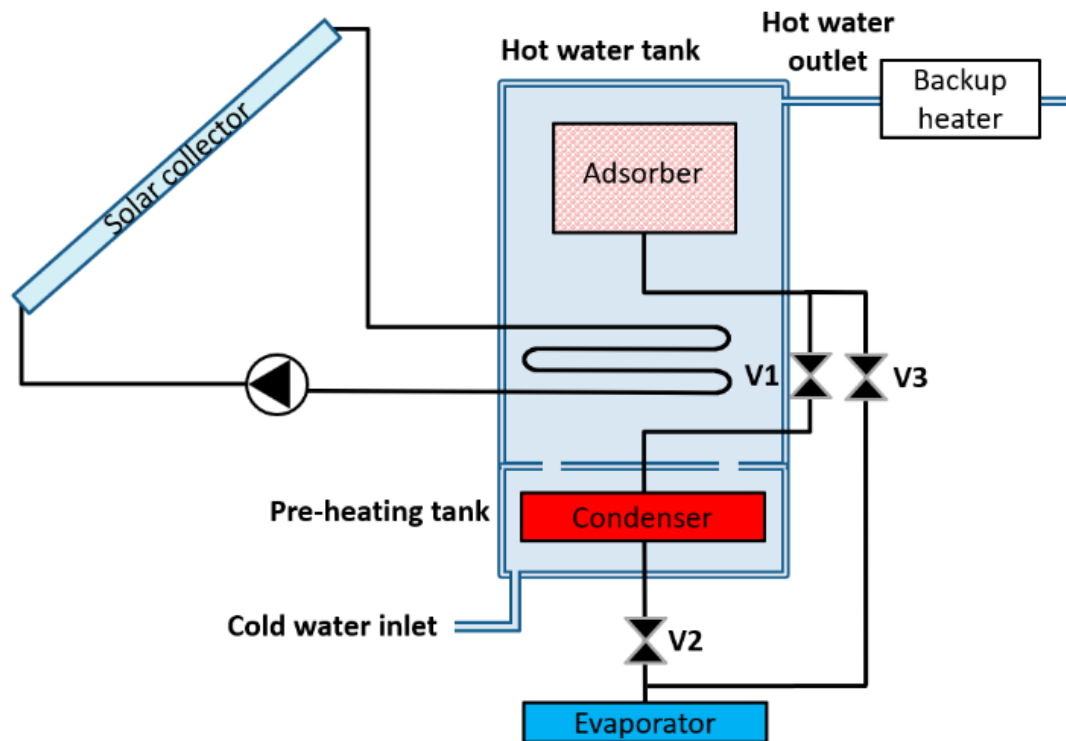 Hot water tank
Hot water
outlet
Backup
heater
Solar collector
Adsorber
V1
V3
Pre-heating tank
Condenser
Cold water inlet
V2
Evaporator